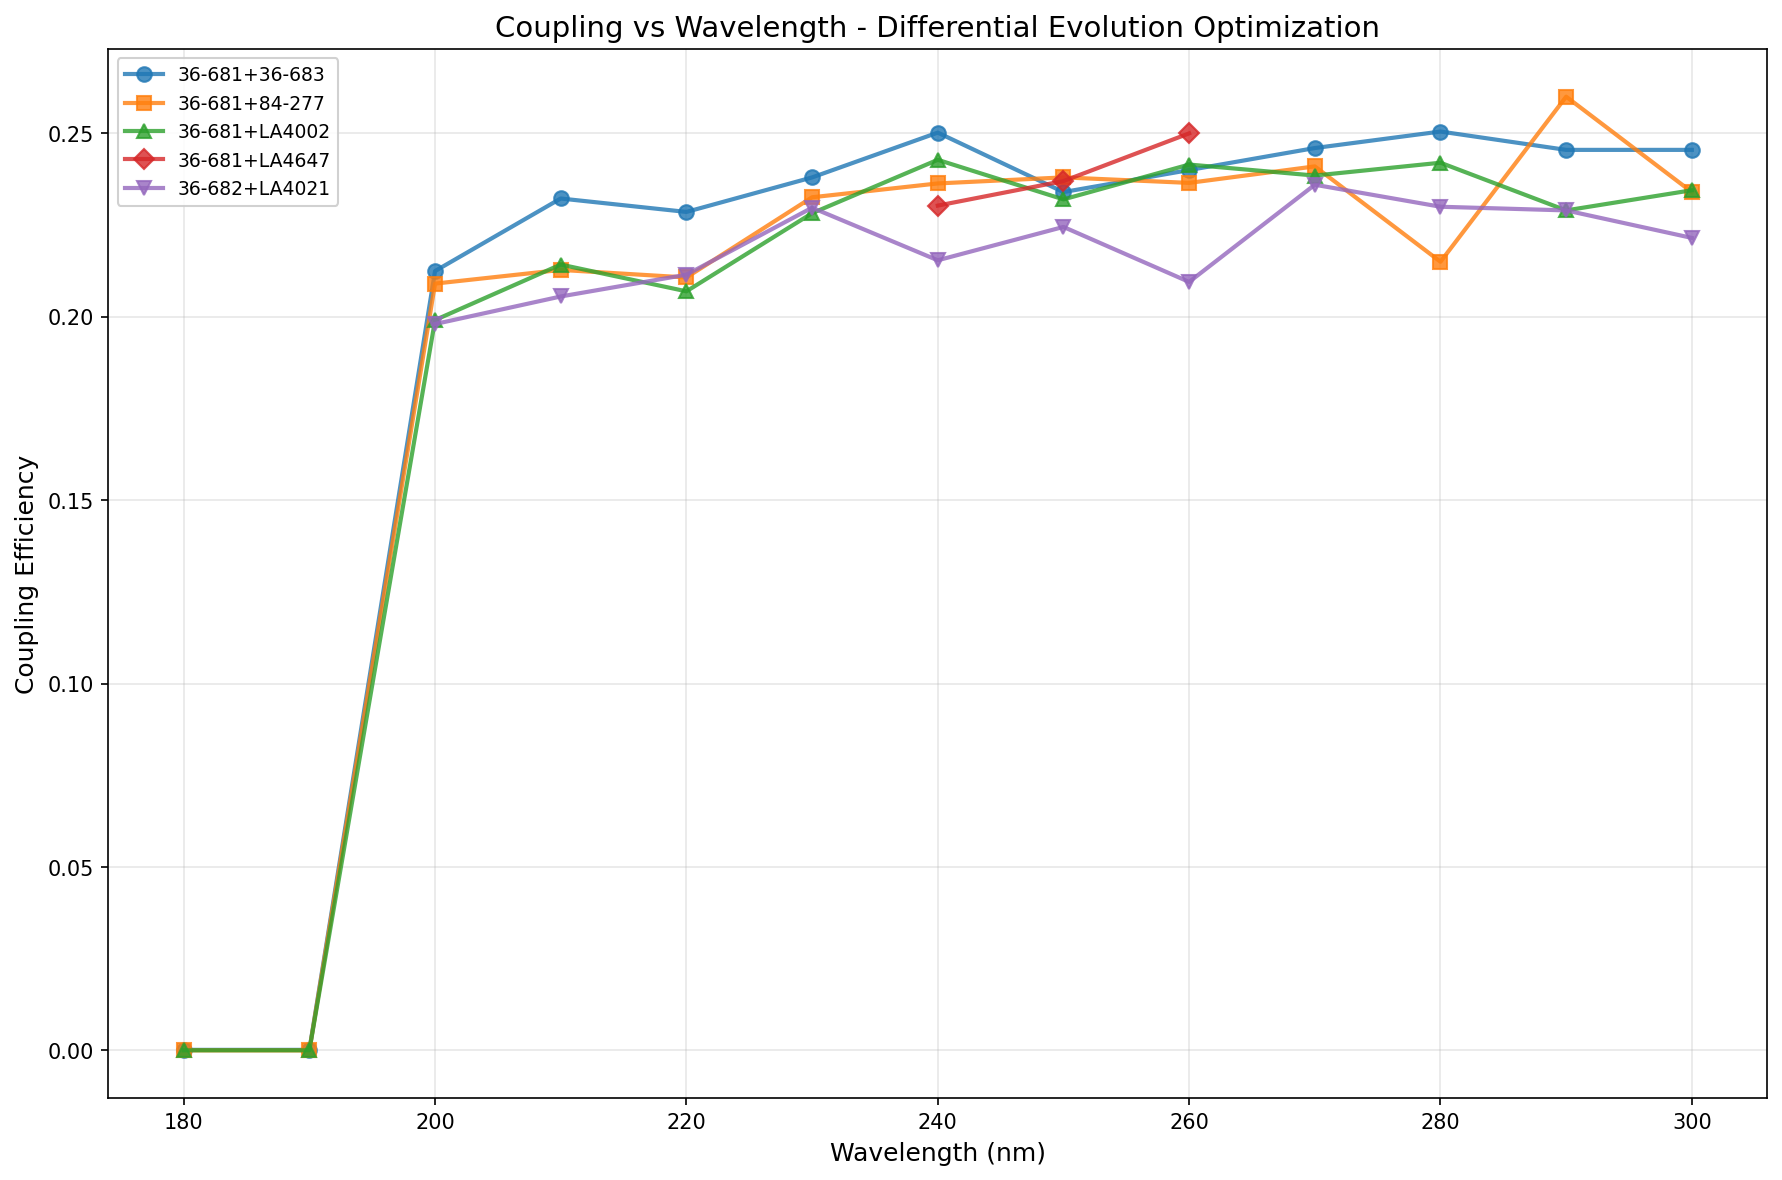 Coupling vs Wavelength - Differential Evolution Optimization
36-681+36-683
36-681+84-277
36-681+LA4002
36-681+LA4647
36-682+LA4021
0.25
0.20
0.15
0.10
0.05
0.00
Coupling Efficiency
180 200 220 240 260 280 300
Wavelength (nm)